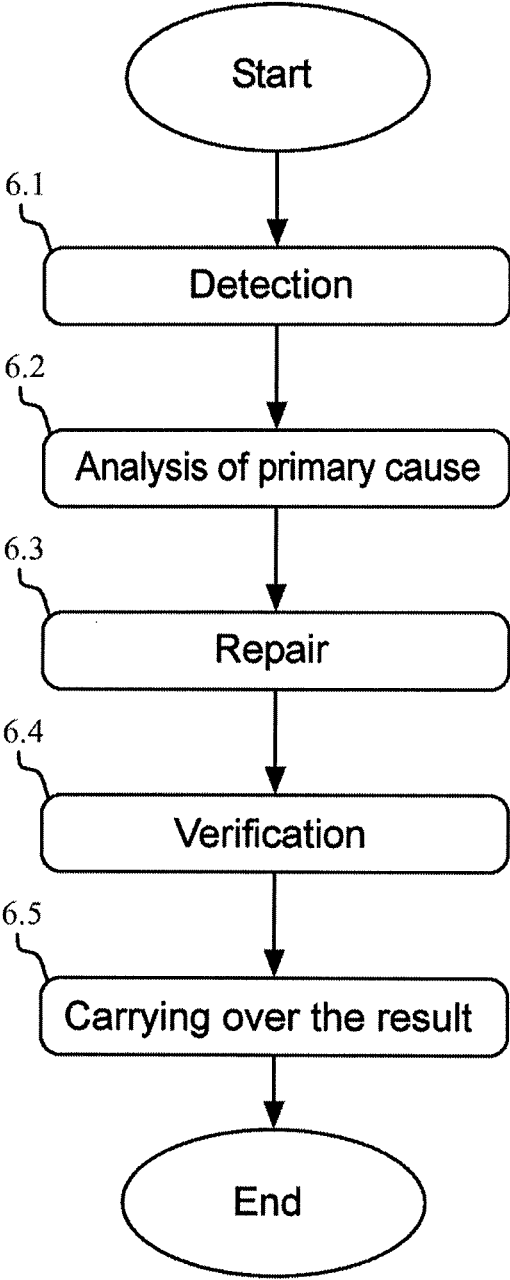 Start
6.1
Detection
6.2
Analysis of primary cause
6.3
Repair
6.4
Verification
6.5
Carrying over the result
End